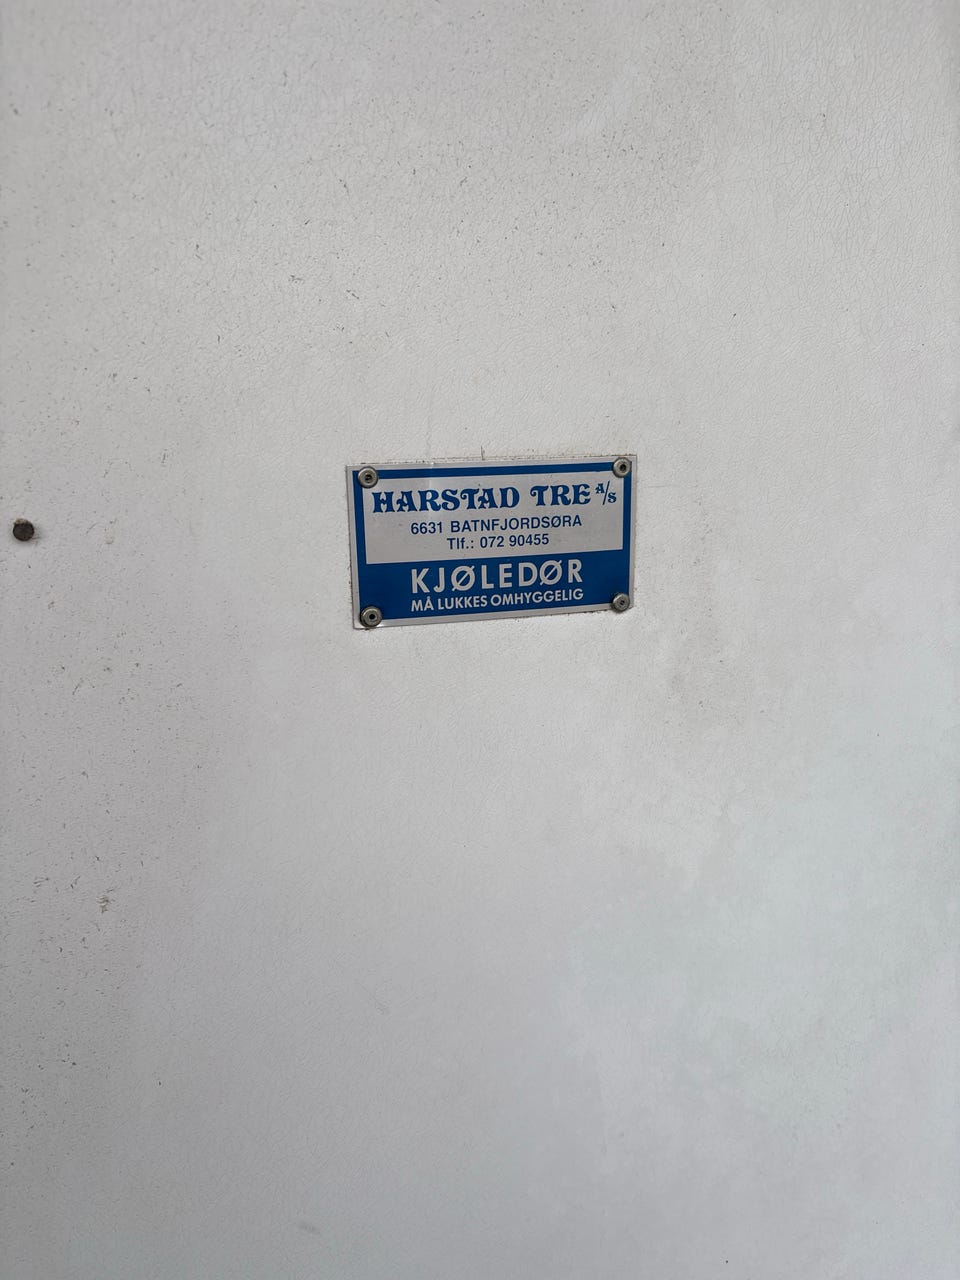 HARSTAD TRE A/S
6631 BATNFJORDSØRA
Tlf.: 072 90455
KJØLEDØR
MÅ LUKKES OMHYGGELIG